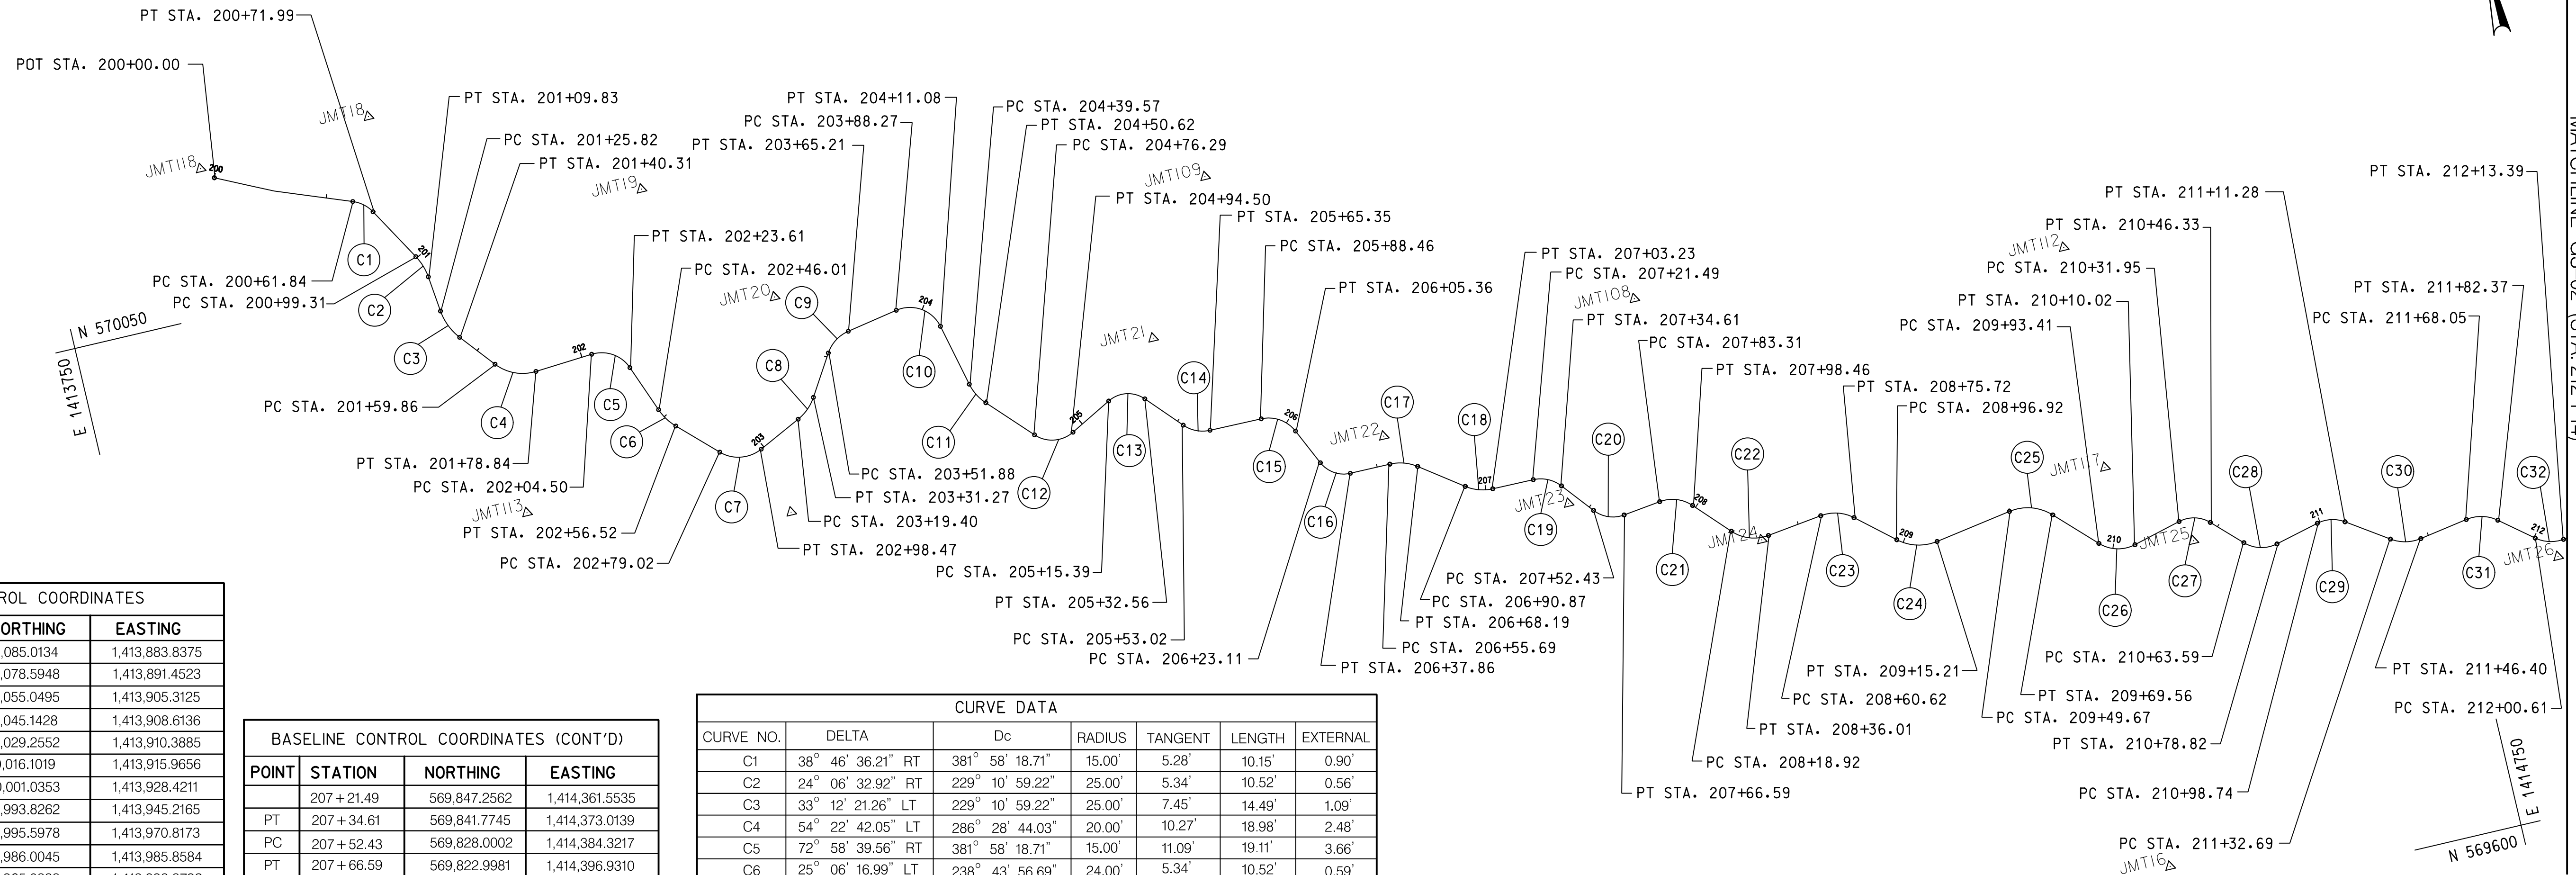 PT STA. 200+71.99
POT STA. 200+00.00
JMT18
JMT118
200
PT STA. 201+09.83
PC STA. 201+25.82
PT STA. 201+40.31
JMT19
PC STA. 200+61.84
PC STA. 200+99.31
C1
201
C2
C3
N 570050
E 1413750
PC STA. 201+59.86
C4
PT STA. 201+78.84
PC STA. 202+04.50
JMT113
PT STA. 202+56.52
PC STA. 202+79.02
202
C5
C6
PT STA. 202+23.61
PC STA. 202+46.01
JMT20
C7
203
C8
C9
PT STA. 204+11.08
PC STA. 203+88.27
PT STA. 203+65.21
204
C10
PC STA. 203+51.88
PT STA. 203+31.27
PC STA. 203+19.40
PT STA. 202+98.47
PC STA. 204+39.57
PT STA. 204+50.62
PC STA. 204+76.29
JMT109
PT STA. 204+94.50
PT STA. 205+65.35
PC STA. 205+88.46
PT STA. 206+05.36
JMT21
C11
C12
205
C13
C14
C15
206
C16
JMT22
C17
C18
207
PC STA. 205+15.39
PT STA. 205+32.56
PC STA. 205+53.02
PC STA. 206+23.11
PT STA. 206+37.86
PC STA. 206+55.69
PT STA. 206+68.19
PC STA. 206+90.87
PC STA. 207+52.43
PT STA. 207+03.23
PC STA. 207+21.49
JMT108
PT STA. 207+34.61
PC STA. 207+83.31
PT STA. 207+98.46
PT STA. 208+75.72
PC STA. 208+96.92
JMT23
C19
C20
C21
208
C22
JMT24
C23
209
C24
PT STA. 207+66.59
PC STA. 208+18.92
PT STA. 208+36.01
PC STA. 208+60.62
PT STA. 209+15.21
PT STA. 211+11.28
PT STA. 210+46.33
JMT112
PC STA. 210+31.95
PT STA. 210+10.02
PC STA. 209+93.41
C25
JMT117
210
C26
JMT25
C27
C28
211
C29
C30
C31
212
C32
JMT26
PC STA. 209+49.67
PT STA. 209+69.56
PC STA. 210+63.59
PT STA. 210+78.82
PC STA. 210+98.74
PC STA. 211+32.69
JMT16
PT STA. 212+13.39
PT STA. 211+82.37
PC STA. 211+68.05
PT STA. 211+46.40
PC STA. 212+00.61
E 1414750
N 569600
COORDINATES
EASTING
1,413,883.8375
1,413,891.4523
1,413,905.3125
1,413,908.6136
1,413,910.3885
1,413,915.9656
1,413,928.4211
1,413,945.2165
1,413,970.8173
1,413,985.8584
BASELINE CONTROL COORDINATES (CONT'D)
POINT STATION NORTHING EASTING
207+21.49 569,847.2562 1,414,361.5535
PT 207+34.61 569,841.7745 1,414,373.0139
PC 207+52.43 569,828.0002 1,414,384.3217
PT 207+66.59 569,822.9981 1,414,396.9310
CURVE DATA
CURVE NO. DELTA Dc RADIUS TANGENT LENGTH EXTERNAL
C1 38° 46' 36.21" RT 381° 58' 18.71" 15.00' 5.28' 10.15' 0.90'
C2 24° 06' 32.92" RT 229° 10' 59.22" 25.00' 5.34' 10.52' 0.56'
C3 33° 12' 21.26" LT 229° 10' 59.22" 25.00' 7.45' 14.49' 1.09'
C4 54° 22' 42.05" LT 286° 28' 44.03" 20.00' 10.27' 18.98' 2.48'
C5 72° 58' 39.56" RT 381° 58' 18.71" 15.00' 11.09' 19.11' 3.66'
C6 25° 06' 16.99" LT 238° 43' 56.69" 24.00' 5.34' 10.52' 0.59'